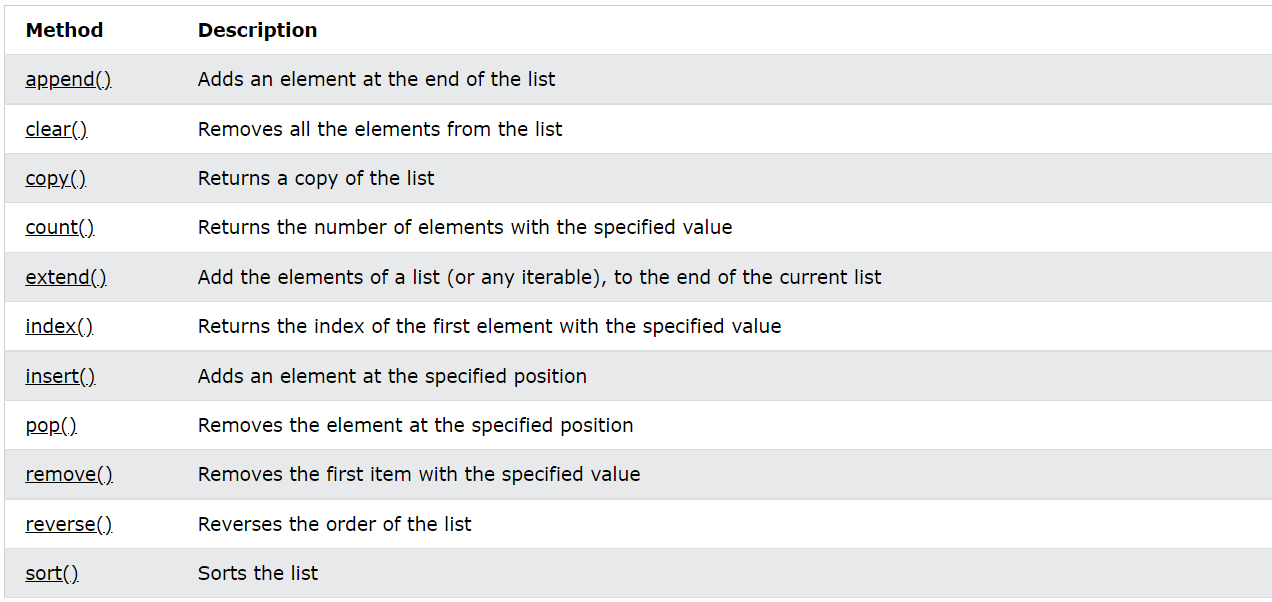 Method Description
append() Adds an element at the end of the list
clear() Removes all the elements from the list
copy() Returns a copy of the list
count() Returns the number of elements with the specified value
extend() Add the elements of a list (or any iterable), to the end of the current list
index() Returns the index of the first element with the specified value
insert() Adds an element at the specified position
pop() Removes the element at the specified position
remove() Removes the first item with the specified value
reverse() Reverses the order of the list
sort() Sorts the list